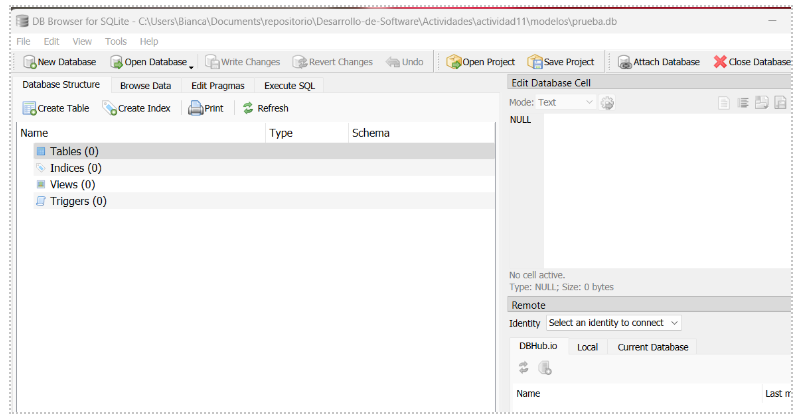 DB Browser for SQLite - C:\Users\Bianca\Documents\repositorio\Desarrollo-de-Software\Actividades\actividad11\modelos\prueba.db
File Edit View Tools Help
New Database Open Database Write Changes Revert Changes Undo Open Project Save Project Attach Database Close Database
Database Structure Browse Data Edit Pragmas Execute SQL
Create Table Create Index Print Refresh
Name Type Schema
Tables (0)
Indices (0)
Views (0)
Triggers (0)
Edit Database Cell
Mode: Text
NULL
No cell active.
Type: NULL; Size: 0 bytes
Remote
Identity Select an identity to connect
DBHub.io Local Current Database
Name Last m